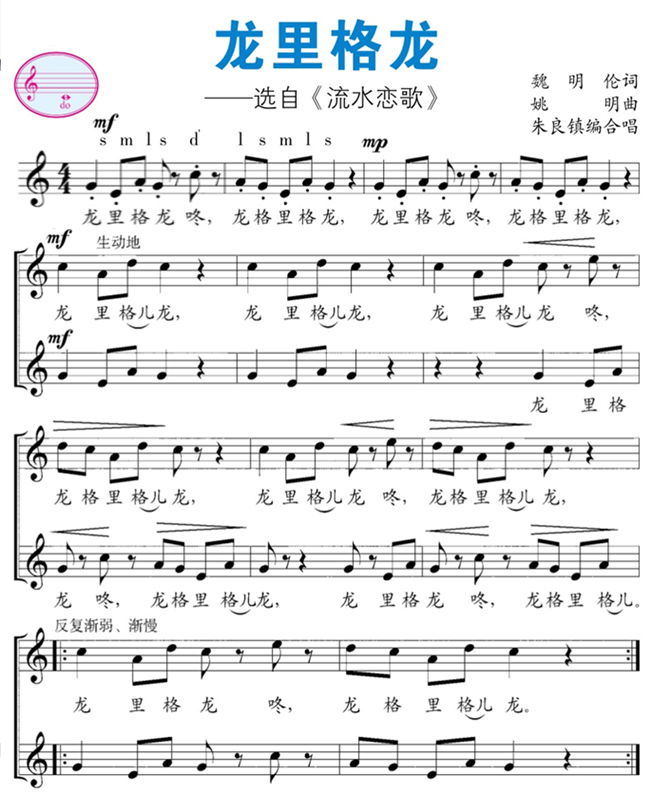 龙里格龙
——选自《流水恋歌》
魏明伦词
姚明曲
朱良镇编合唱
do
mf
s m l s d' l s m l s
mp
4
4
龙里格龙咚, 龙格里格龙, 龙里格龙咚, 龙格里格龙,
mf 生动地
龙 里 格儿龙, 龙 里 格儿龙, 龙 里 格儿龙 咚,
mf
龙 里 格
龙格里格儿龙, 龙里格儿龙 咚, 龙格里格儿龙,
龙 咚, 龙格里格儿龙, 龙里格龙 咚, 龙格里格儿。
反复渐弱、渐慢
龙 里格龙 咚, 龙格里格儿龙。